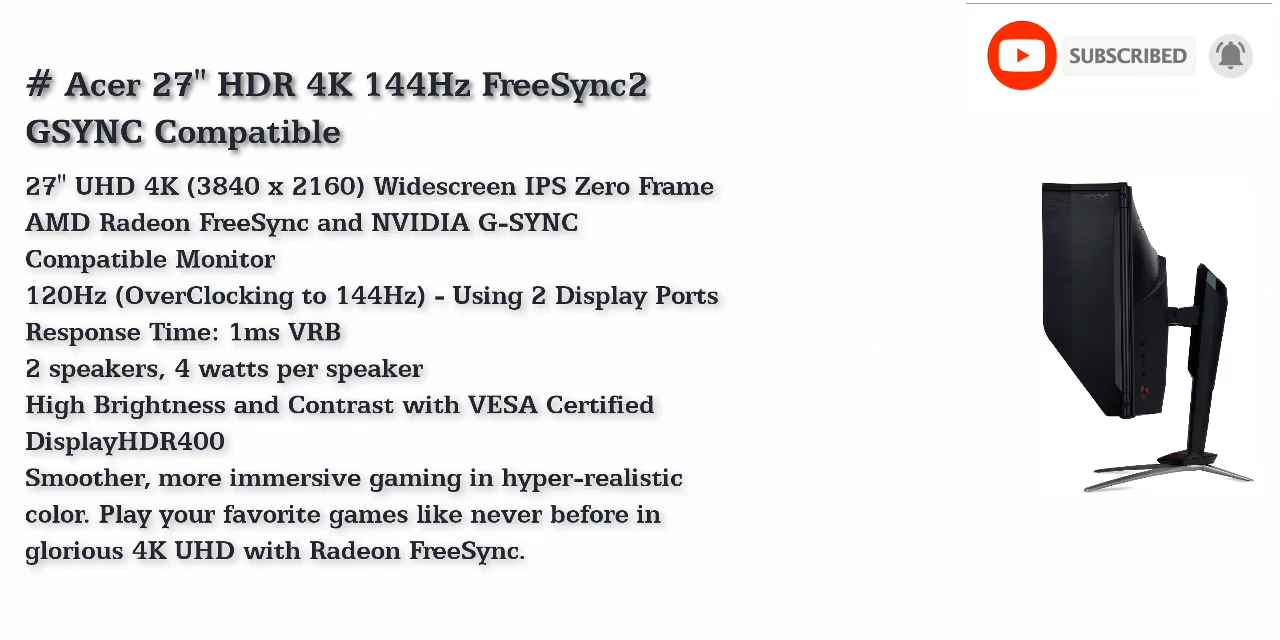 # Acer 27" HDR 4K 144Hz FreeSync2
GSYNC Compatible
27" UHD 4K (3840 x 2160) Widescreen IPS Zero Frame
AMD Radeon FreeSync and NVIDIA G-SYNC
Compatible Monitor
120Hz (OverClocking to 144Hz) - Using 2 Display Ports
Response Time: 1ms VRB
2 speakers, 4 watts per speaker
High Brightness and Contrast with VESA Certified
DisplayHDR400
Smoother, more immersive gaming in hyper-realistic
color. Play your favorite games like never before in
glorious 4K UHD with Radeon FreeSync.
SUBSCRIBED